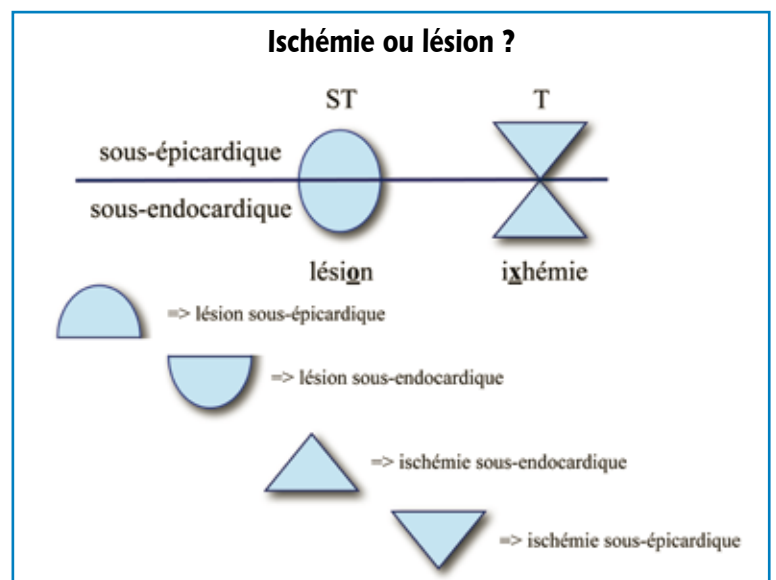 Ischémie ou lésion ?
ST T
sous-épicardique
sous-endocardique
lésion ixhémie
=> lésion sous-épicardique
=> lésion sous-endocardique
=> ischémie sous-endocardique
=> ischémie sous-épicardique